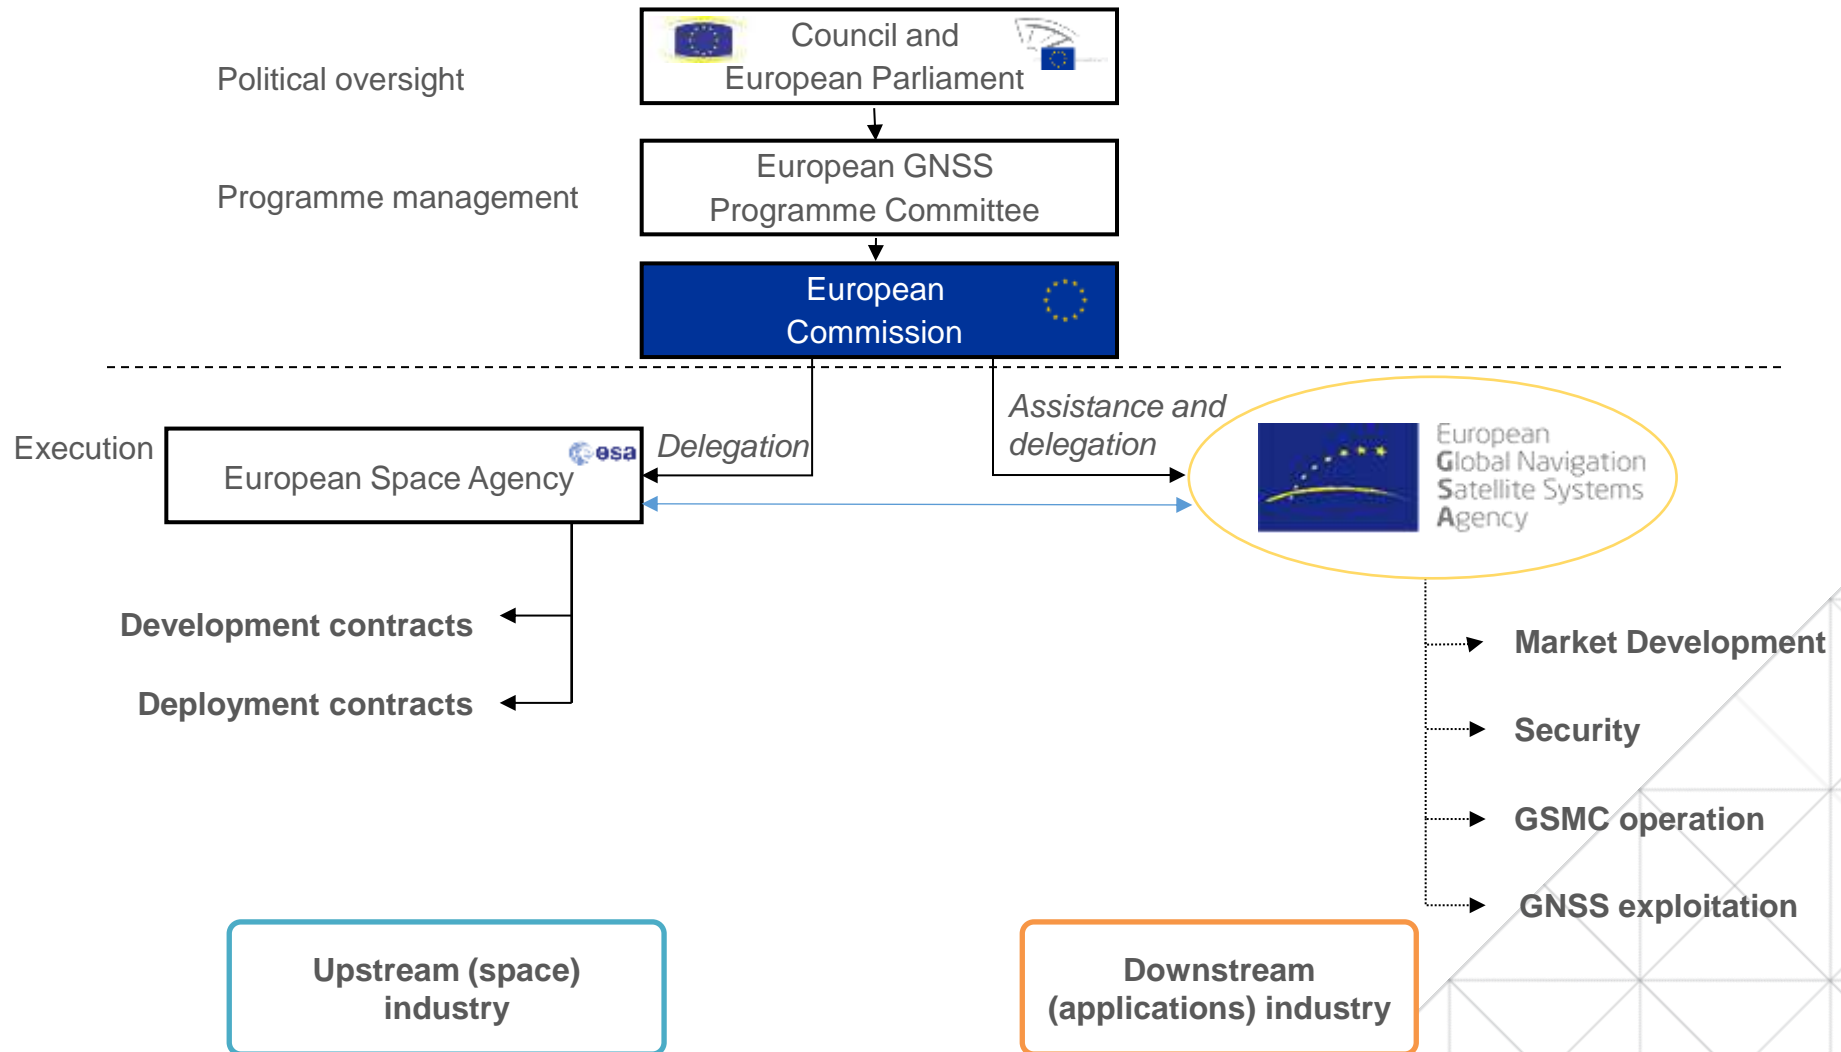 Council and
European Parliament
Political oversight
European GNSS
Programme Committee
Programme management
European
Commission
Execution
esa
European Space Agency
Delegation
Assistance and
delegation
European
Global Navigation
Satellite Systems
Agency
Development contracts
Deployment contracts
Market Development
Security
GSMC operation
GNSS exploitation
Upstream (space)
industry
Downstream
(applications) industry